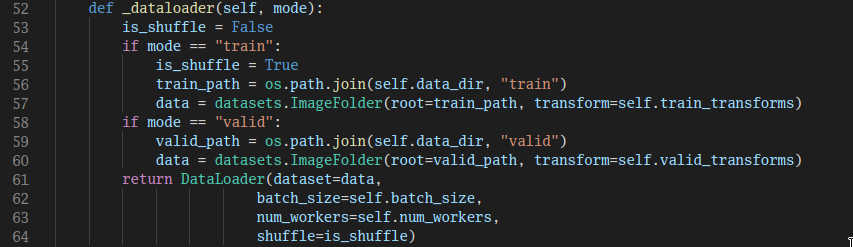 52 def _dataloader(self, mode):
53 is_shuffle = False
54 if mode == "train":
55 is_shuffle = True
56 train_path = os.path.join(self.data_dir, "train")
57 data = datasets.ImageFolder(root=train_path, transform=self.train_transforms)
58 if mode == "valid":
59 valid_path = os.path.join(self.data_dir, "valid")
60 data = datasets.ImageFolder(root=valid_path, transform=self.valid_transforms)
61 return DataLoader(dataset=data,
62 batch_size=self.batch_size,
63 num_workers=self.num_workers,
64 shuffle=is_shuffle)